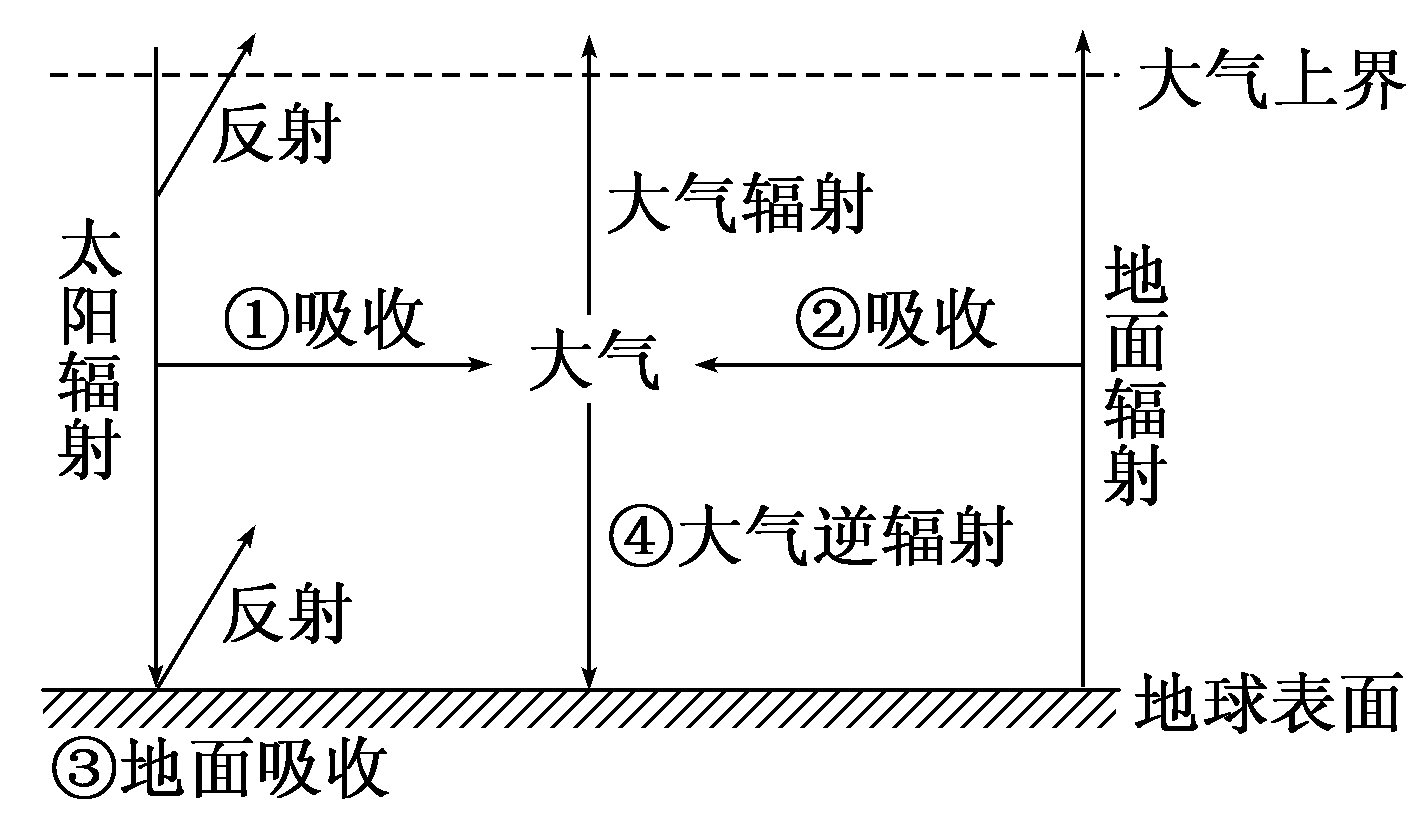 大气上界
反射
大气辐射
太阳辐射
①吸收
大气
②吸收
地面辐射
④大气逆辐射
反射
地球表面
③地面吸收